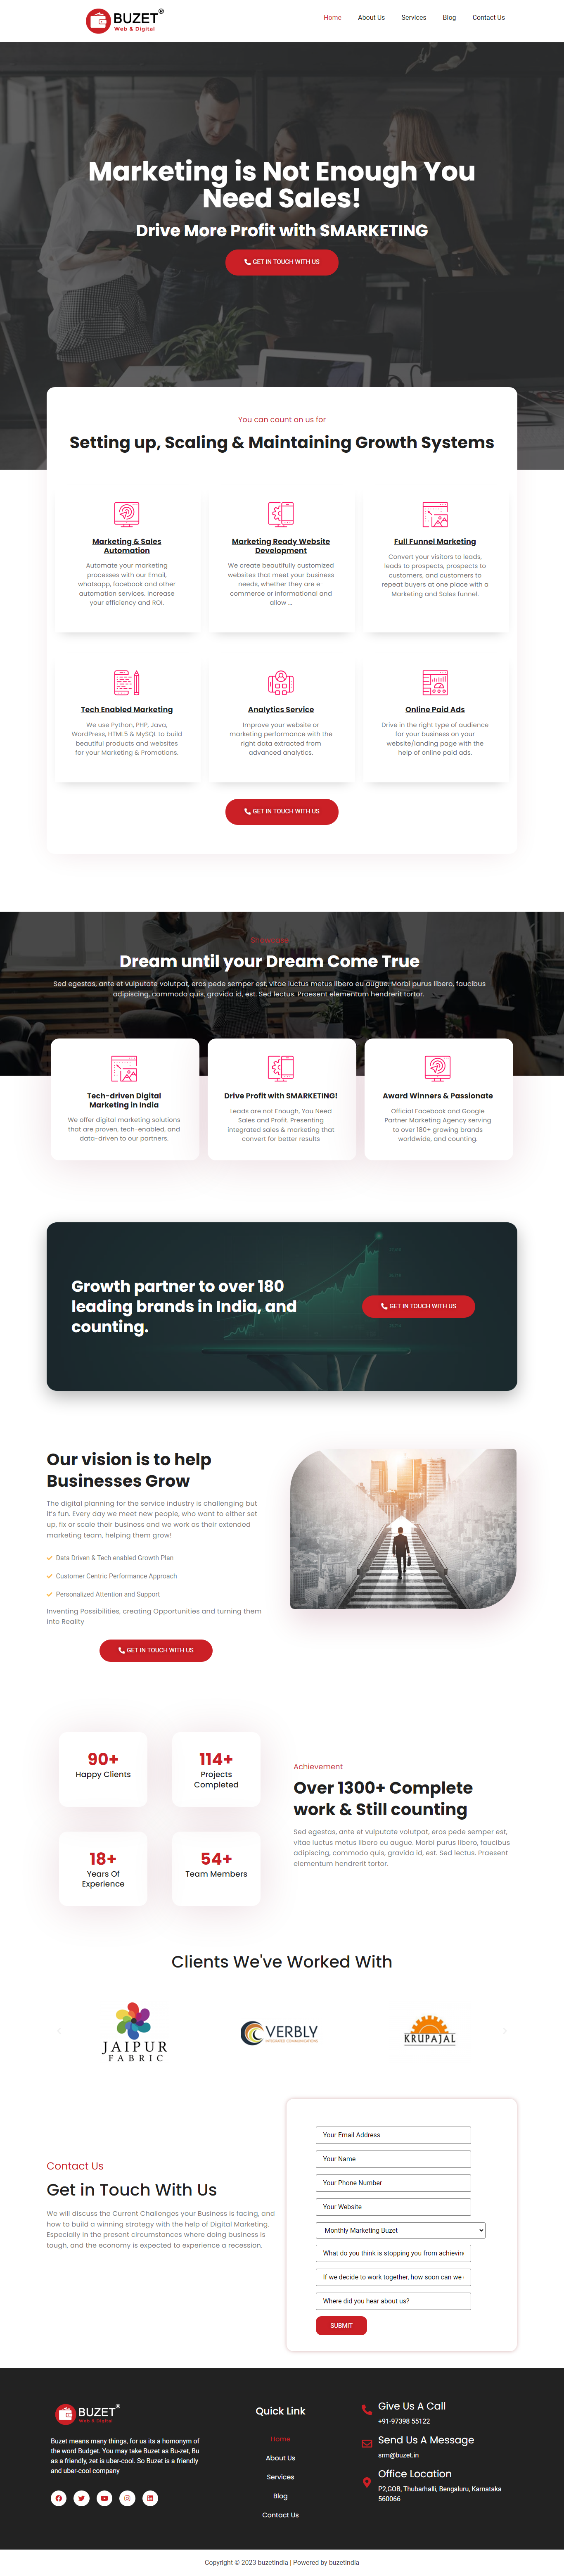 BUZET®
Web & Digital
Home
About Us
Services
Blog
Contact Us
Marketing is Not Enough You
Need Sales!
Drive More Profit with SMARKETING
GET IN TOUCH WITH US
You can count on us for
Setting up, Scaling & Maintaining Growth Systems
Marketing & Sales
Automation
Automate your marketing
processes with our Email,
whatsapp, facebook and other
automation services. Increase
your efficiency and ROI.
Marketing Ready Website
Development
We create beautifully customized
websites that meet your business
needs, whether they are e-
commerce or informational and
allow ...
Full Funnel Marketing
Convert your visitors to leads,
leads to prospects, prospects to
customers, and customers to
repeat buyers at one place with a
Marketing and Sales funnel.
Tech Enabled Marketing
We use Python, PHP, Java,
WordPress, HTML5 & MySQL to build
beautiful products and websites
for your Marketing & Promotions.
Analytics Service
Improve your website or
marketing performance with the
right data extracted from
advanced analytics.
Online Paid Ads
Drive in the right type of audience
for your business on your
website/landing page with the
help of online paid ads.
GET IN TOUCH WITH US
Dream until your Dream Come True
Sed egestas, ante et vulputate volutpat, eros pede semper est, vitae luctus metus libero eu augue. Morbi purus libero, faucibus
adipiscing, commodo quis, gravida id, est. Sed lectus. Praesent elementum hendrerit tortor.
Tech-driven Digital
Marketing in India
We offer digital marketing solutions
that are proven, tech-enabled, and
data-driven to our partners.
Drive Profit with SMARKETING!
Leads are not Enough, You Need
Sales and Profit. Presenting
integrated sales & marketing that
convert for better results
Award Winners & Passionate
Official Facebook and Google
Partner Marketing Agency serving
to over 180+ growing brands
worldwide, and counting.
Growth partner to over 180
leading brands in India, and
counting.
GET IN TOUCH WITH US
Our vision is to help
Businesses Grow
The digital planning for the service industry is challenging but
it's fun. Every day we meet new people, who want to either set
up, fix or scale their business and we work as their extended
marketing team, helping them grow!
Data Driven & Tech enabled Growth Plan
Customer Centric Performance Approach
Personalized Attention and Support
Inventing Possibilities, creating Opportunities and turning them
into Reality
GET IN TOUCH WITH US
90+
Happy Clients
114+
Projects
Completed
18+
Years Of
Experience
54+
Team Members
Achievement
Over 1300+ Complete
work & Still counting
Sed egestas, ante et vulputate volutpat, eros pede semper est,
vitae luctus metus libero eu augue. Morbi purus libero, faucibus
adipiscing, commodo quis, gravida id, est. Sed lectus. Praesent
elementum hendrerit tortor.
Clients We've Worked With
JAIPUR
FABRIC
VERBLY
INTEGRATED COMMUNICATIONS
KRUPAJAL
Contact Us
Get in Touch With Us
We will discuss the Current Challenges your Business is facing, and
how to build a winning strategy with the help of Digital Marketing.
Especially in the present circumstances where doing business is
tough, and the economy is expected to experience a recession.
Your Email Address
Your Name
Your Phone Number
Your Website
Monthly Marketing Buzet
What do you think is stopping you from achieving
If we decide to work together, how soon can we
Where did you hear about us?
SUBMIT
BUZET®
Web & Digital
Buzet means many things, for us its a homonym of
the word Budget. You may take Buzet as Bu-zet, Bu
as a friendly, zet is uber-cool. So Buzet is a friendly
and uber-cool company
Quick Link
Home
About Us
Services
Blog
Contact Us
Give Us A Call
+91-97398 55122
Send Us A Message
srm@buzet.in
Office Location
P2,GOB, Thubarhalli, Bengaluru, Karnataka
560066
Copyright © 2023 buzetindia | Powered by buzetindia